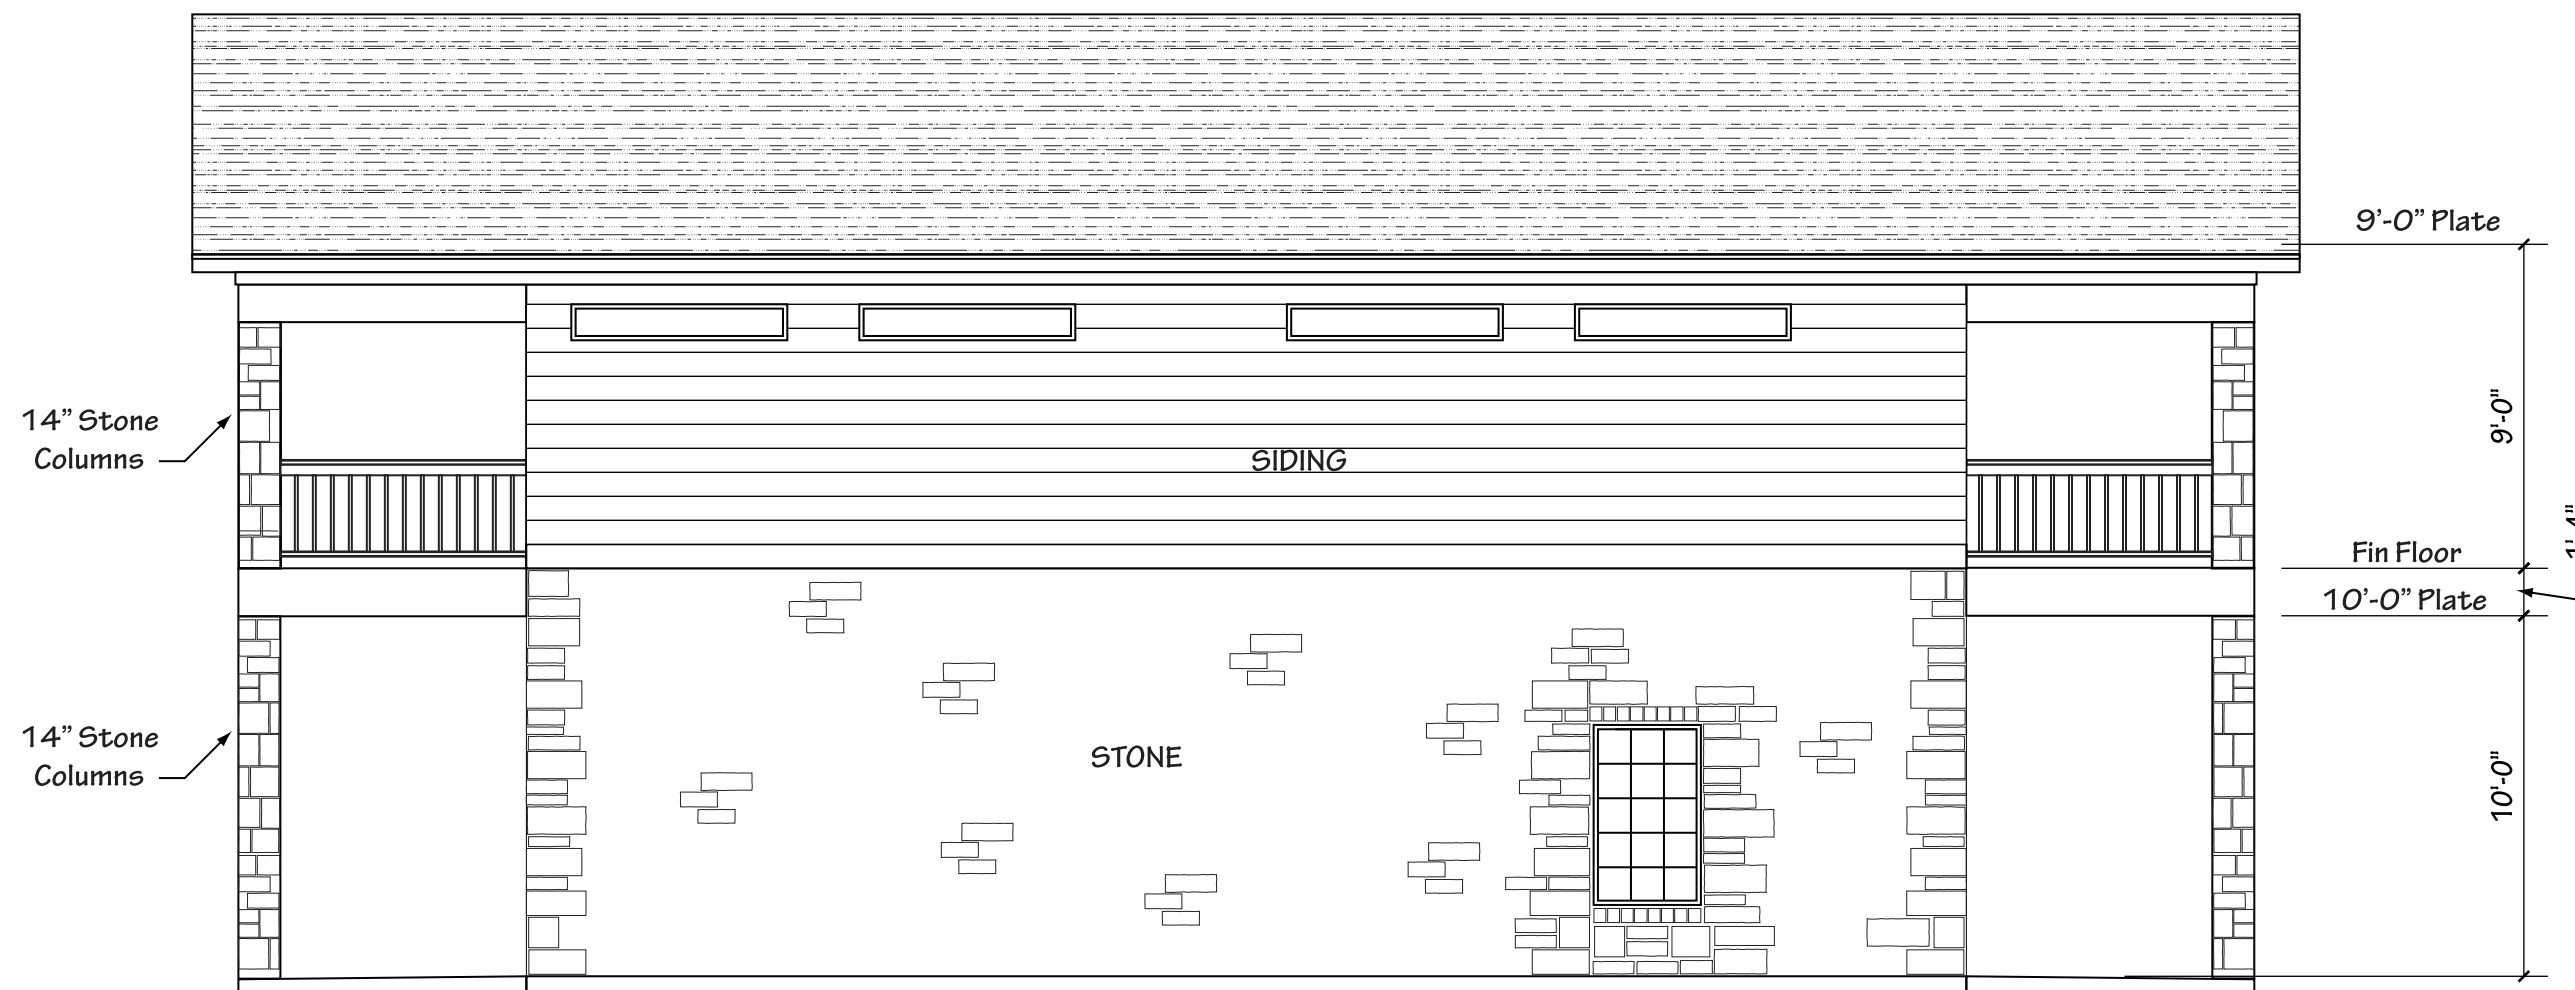 9'-0" Plate
14" Stone
Columns
9'-0"
SIDING
Fin Floor
10'-0" Plate
14" Stone
Columns
STONE
10'-0"